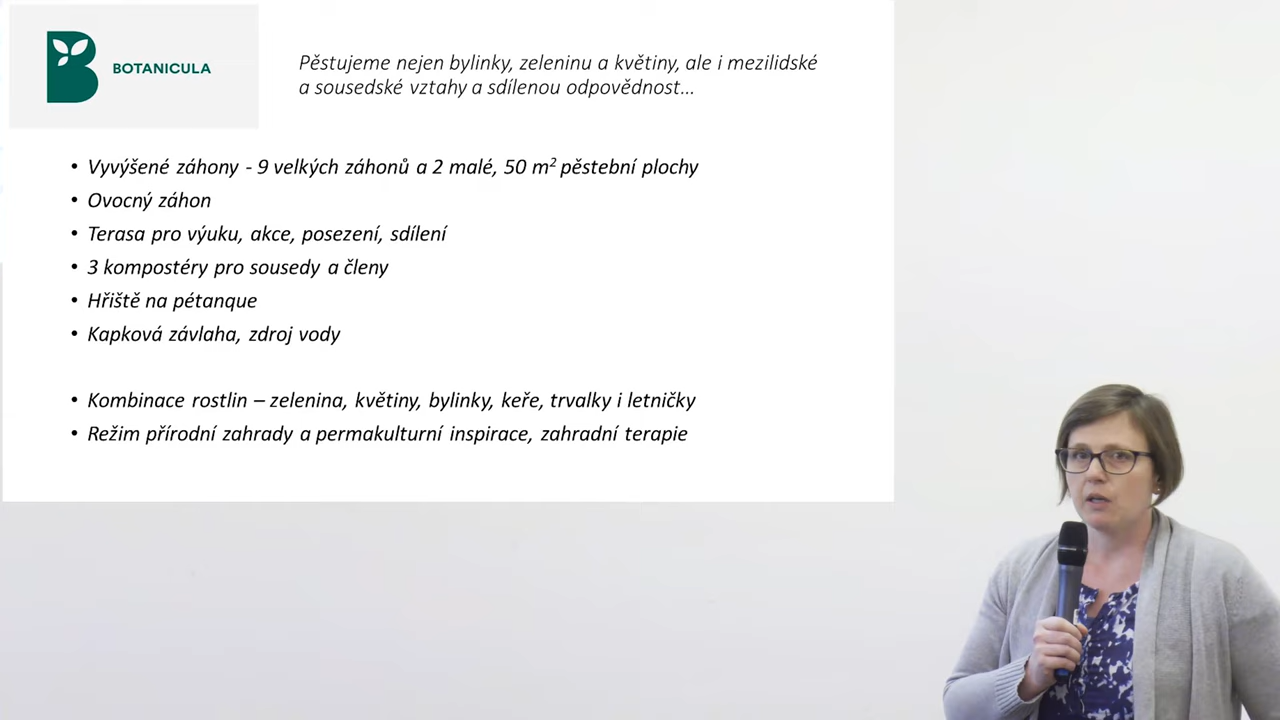 BOTANICULA
Pěstujeme nejen bylinky, zeleninu a květiny, ale i mezilidské
a sousedské vztahy a sdílenou odpovědnost...
• Vyvýšené záhony - 9 velkých záhonů a 2 malé, 50 m² pěstební plochy
• Ovocný záhon
• Terasa pro výuku, akce, posezení, sdílení
• 3 kompostéry pro sousedy a členy
• Hřiště na pétanque
• Kapková závlaha, zdroj vody
• Kombinace rostlin – zelenina, květiny, bylinky, keře, trvalky i letničky
• Režim přírodní zahrady a permakulturní inspirace, zahradní terapie